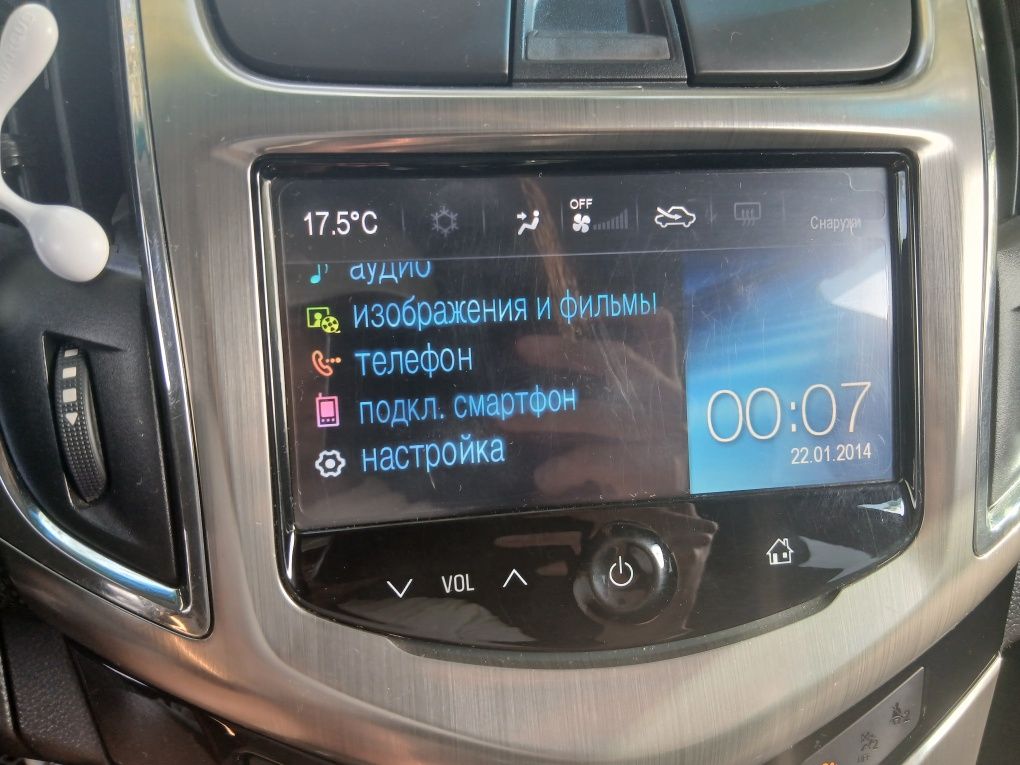 OFF
17.5°C
Снаружи
аудио
изображения и фильмы
телефон
подкл. смартфон
настройка
00:07
22.01.2014
VOL